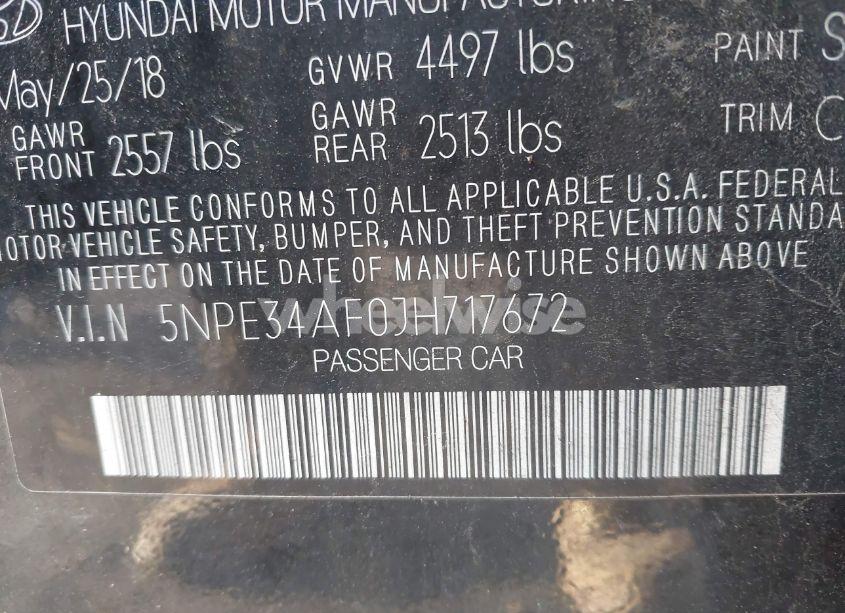 HYUNDAI MOTOR MANUFACTURING
May/25/18 GVWR 4497 lbs PAINT S
GAWR FRONT 2557 lbs GAWR REAR 2513 lbs TRIM C
THIS VEHICLE CONFORMS TO ALL APPLICABLE U.S.A. FEDERAL
MOTOR VEHICLE SAFETY, BUMPER, AND THEFT PREVENTION STANDA
IN EFFECT ON THE DATE OF MANUFACTURE SHOWN ABOVE
V.I.N 5NPE34AF0JH717672
wheelwise
PASSENGER CAR